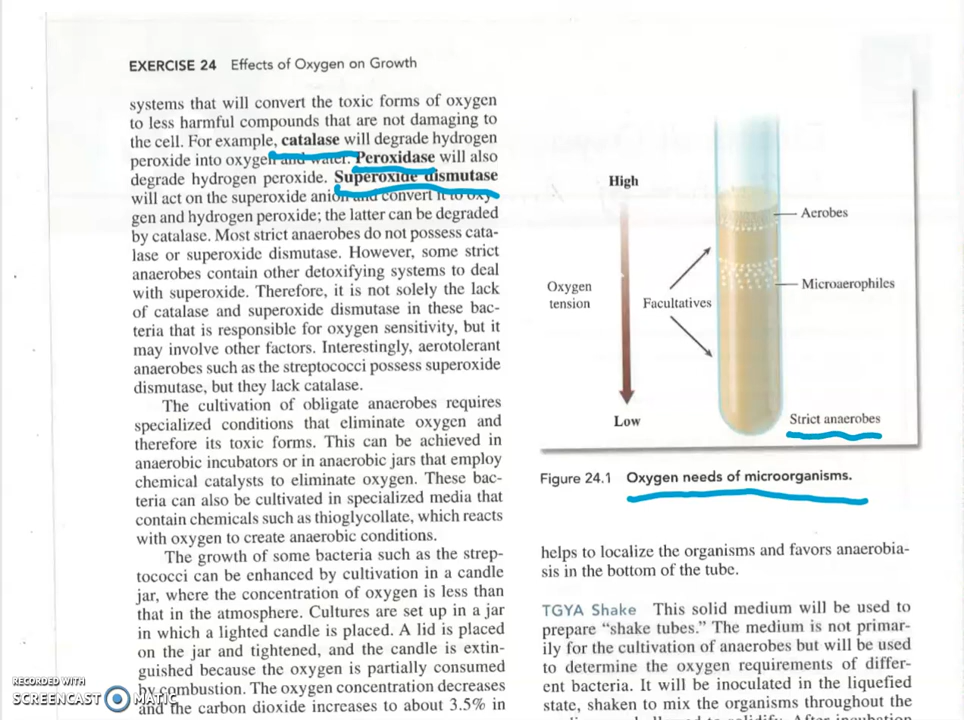 EXERCISE 24 Effects of Oxygen on Growth
systems that will convert the toxic forms of oxygen
to less harmful compounds that are not damaging to
the cell. For example, catalase will degrade hydrogen
peroxide into oxygen and water. Peroxidase will also
degrade hydrogen peroxide. Superoxide dismutase
will act on the superoxide anion and convert it to oxy-
gen and hydrogen peroxide; the latter can be degraded
by catalase. Most strict anaerobes do not possess cata-
lase or superoxide dismutase. However, some strict
anaerobes contain other detoxifying systems to deal
with superoxide. Therefore, it is not solely the lack
of catalase and superoxide dismutase in these bac-
teria that is responsible for oxygen sensitivity, but it
may involve other factors. Interestingly, aerotolerant
anaerobes such as the streptococci possess superoxide
dismutase, but they lack catalase.
The cultivation of obligate anaerobes requires
specialized conditions that eliminate oxygen and
therefore its toxic forms. This can be achieved in
anaerobic incubators or in anaerobic jars that employ
chemical catalysts to eliminate oxygen. These bac-
teria can also be cultivated in specialized media that
contain chemicals such as thioglycollate, which reacts
with oxygen to create anaerobic conditions.
The growth of some bacteria such as the strep-
tococci can be enhanced by cultivation in a candle
jar, where the concentration of oxygen is less than
that in the atmosphere. Cultures are set up in a jar
in which a lighted candle is placed. A lid is placed
on the jar and tightened, and the candle is extin-
guished because the oxygen is partially consumed
by combustion. The oxygen concentration decreases
and the carbon dioxide increases to about 3.5% in
High
Aerobes
Oxygen
tension
Facultatives
Microaerophiles
Low
Strict anaerobes
Figure 24.1 Oxygen needs of microorganisms.
helps to localize the organisms and favors anaerobia-
sis in the bottom of the tube.
TGYA Shake This solid medium will be used to
prepare “shake tubes.” The medium is not primar-
ily for the cultivation of anaerobes but will be used
to determine the oxygen requirements of differ-
ent bacteria. It will be inoculated in the liquefied
state, shaken to mix the organisms throughout the
RECORDED WITH
SCREENCAST MATIC